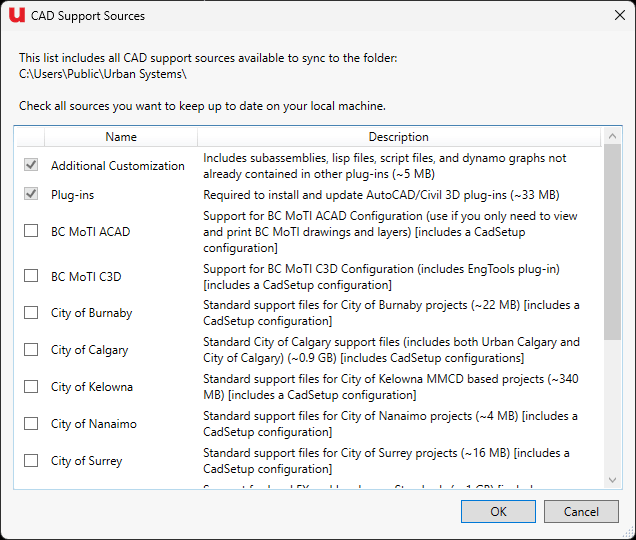 u CAD Support Sources
This list includes all CAD support sources available to sync to the folder:
C:\Users\Public\Urban Systems\
Check all sources you want to keep up to date on your local machine.
Name Description
Additional Customization
Includes subassemblies, lisp files, script files, and dynamo graphs not
already contained in other plug-ins (~5 MB)
Plug-ins Required to install and update AutoCAD/Civil 3D plug-ins (~33 MB)
BC MoTI ACAD
Support for BC MoTI ACAD Configuration (use if you only need to view
and print BC MoTI drawings and layers) [includes a CadSetup
configuration]
BC MoTI C3D
Support for BC MoTI C3D Configuration (includes EngTools plug-in)
[includes a CadSetup configuration]
City of Burnaby
Standard support files for City of Burnaby projects (~22 MB) [includes a
CadSetup configuration]
City of Calgary
Standard City of Calgary support files (includes both Urban Calgary and
City of Calgary) (~0.9 GB) [includes CadSetup configurations]
City of Kelowna
Standard support files for City of Kelowna MMCD based projects (~340
MB) [includes a CadSetup configuration]
City of Nanaimo
Standard support files for City of Nanaimo projects (~4 MB) [includes a
CadSetup configuration]
City of Surrey
Standard support files for City of Surrey projects (~16 MB) [includes a
CadSetup configuration]
OK Cancel